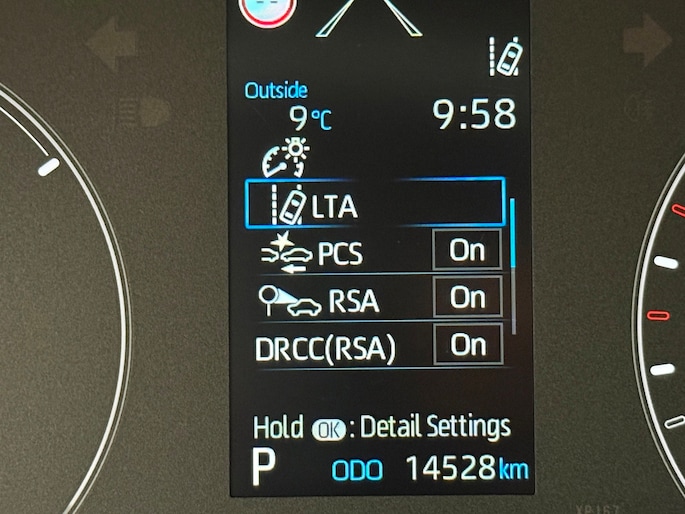 Outside
9°C 9:58
LTA
PCS On
RSA On
DRCC(RSA) On
Hold OK : Detail Settings
P ODO 14528 km